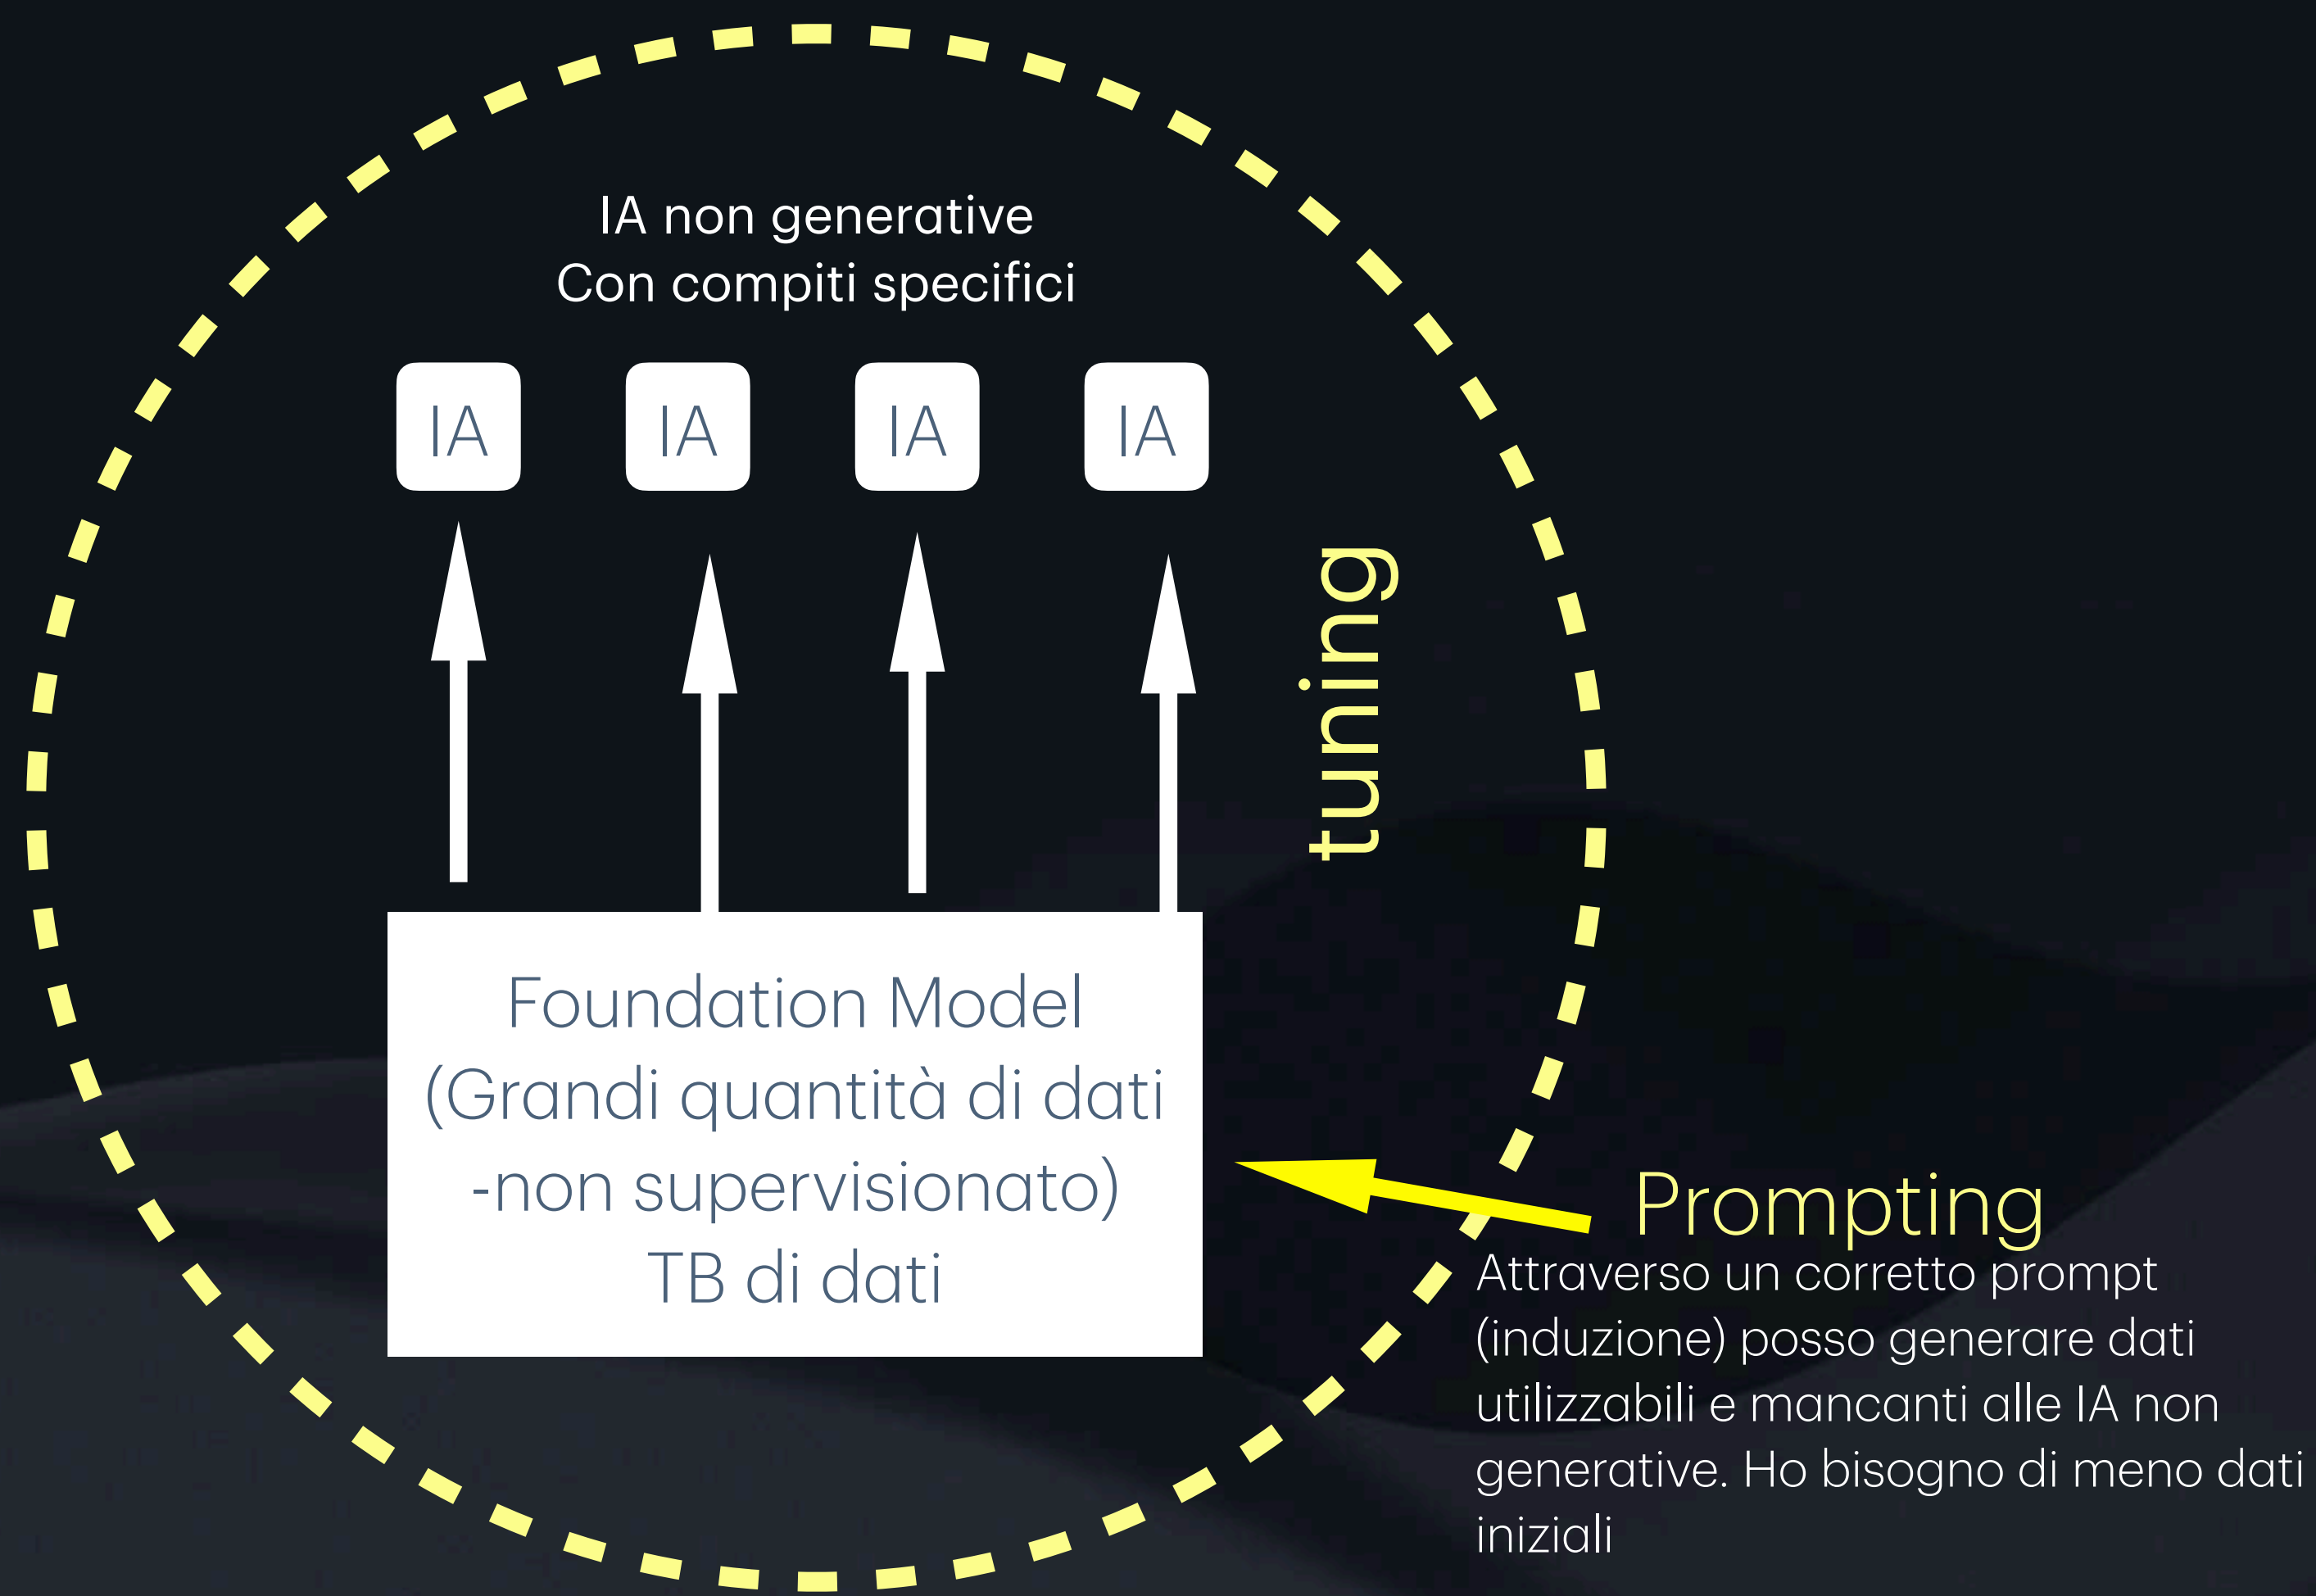 IA non generative
Con compiti specifici
IA
IA
IA
IA
tuning
Foundation Model
(Grandi quantità di dati
-non supervisionato)
TB di dati
Prompting
Attraverso un corretto prompt
(induzione) posso generare dati
utilizzabili e mancanti alle IA non
generative. Ho bisogno di meno dati
iniziali